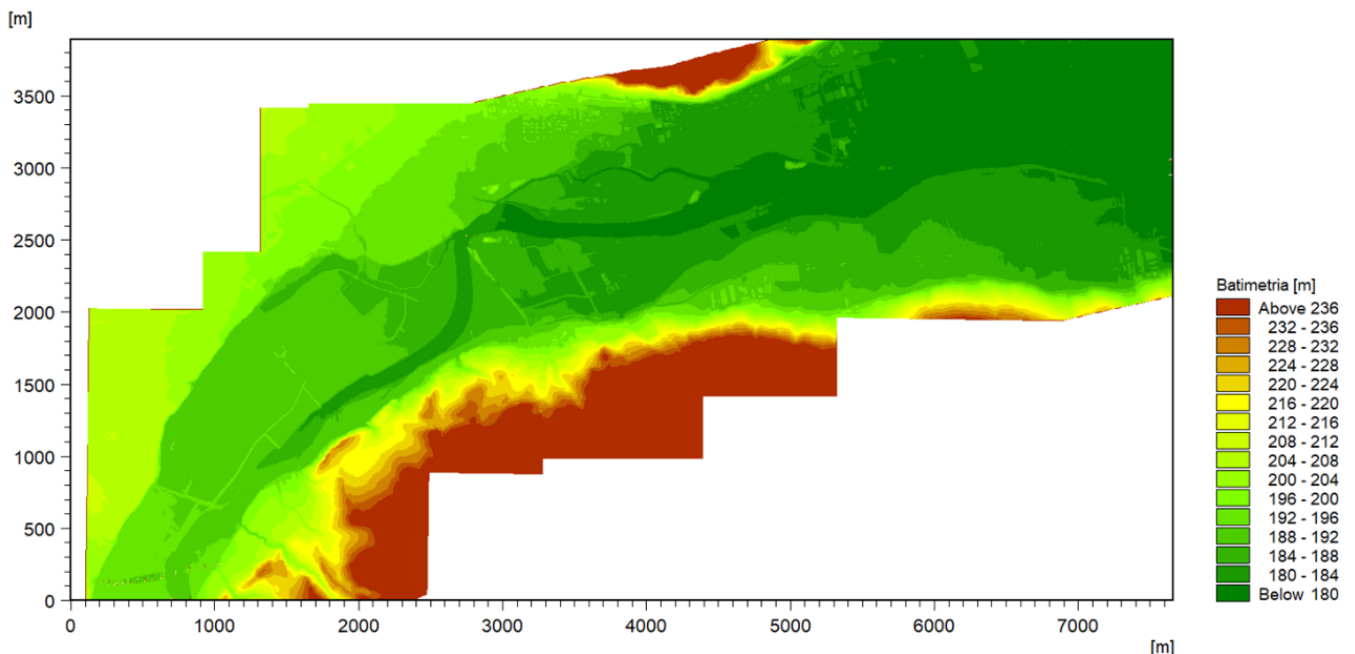 [m]
3500
3000
2500
2000
1500
1000
500
0
0 1000 2000 3000 4000 5000 6000 7000
[m]
Batimetria [m]
Above 236
232 - 236
228 - 232
224 - 228
220 - 224
216 - 220
212 - 216
208 - 212
204 - 208
200 - 204
196 - 200
192 - 196
188 - 192
184 - 188
180 - 184
Below 180